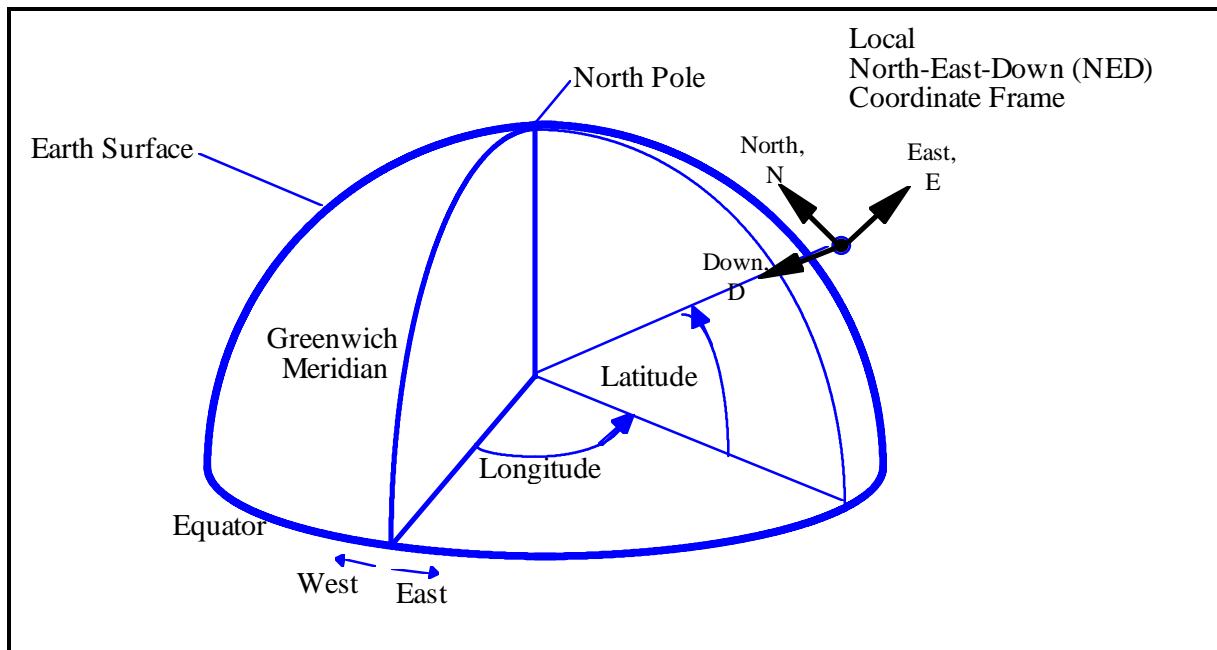 Local
North-East-Down (NED)
Coordinate Frame
North Pole
Earth Surface
North,
N
East,
E
Down,
D
Greenwich
Meridian
Latitude
Longitude
Equator
West
East